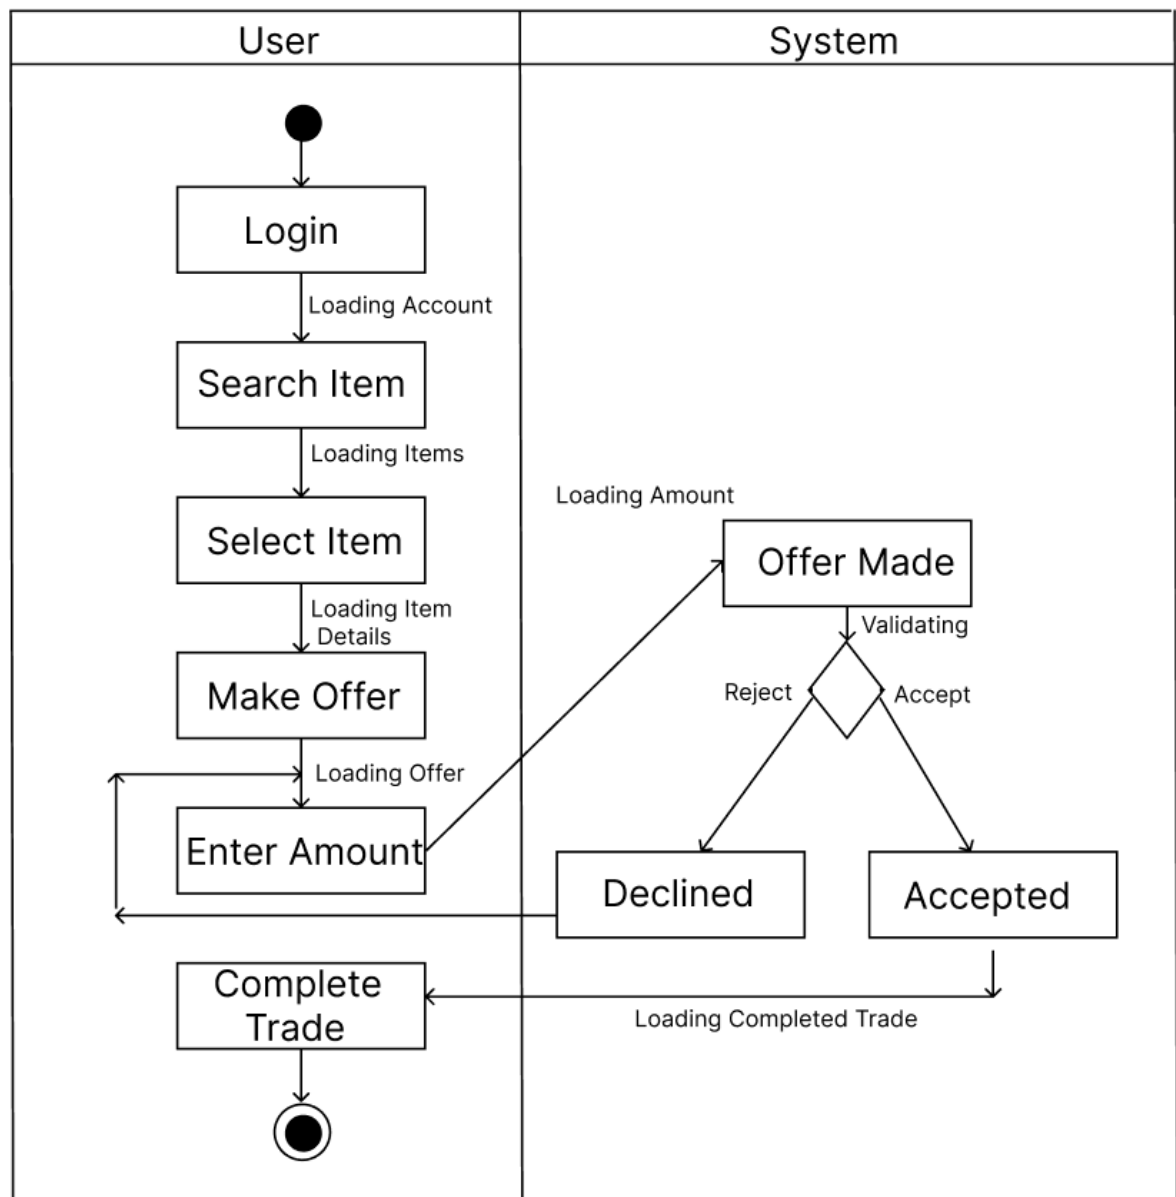 User
System
Login
Loading Account
Search Item
Loading Items
Select Item
Loading Item
Details
Make Offer
Loading Offer
Enter Amount
Loading Amount
Offer Made
Validating
Reject
Accept
Declined
Accepted
Complete
Trade
Loading Completed Trade